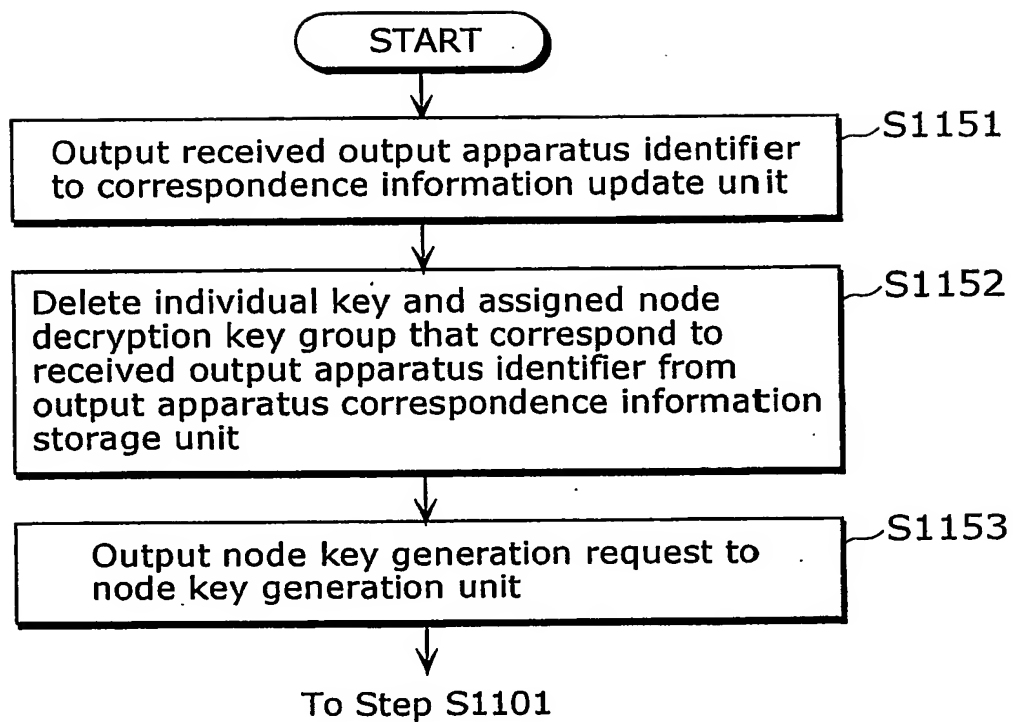 START
S1151
Output received output apparatus identifier
to correspondence information update unit
S1152
Delete individual key and assigned node
decryption key group that correspond to
received output apparatus identifier from
output apparatus correspondence information
storage unit
S1153
Output node key generation request to
node key generation unit
To Step S1101